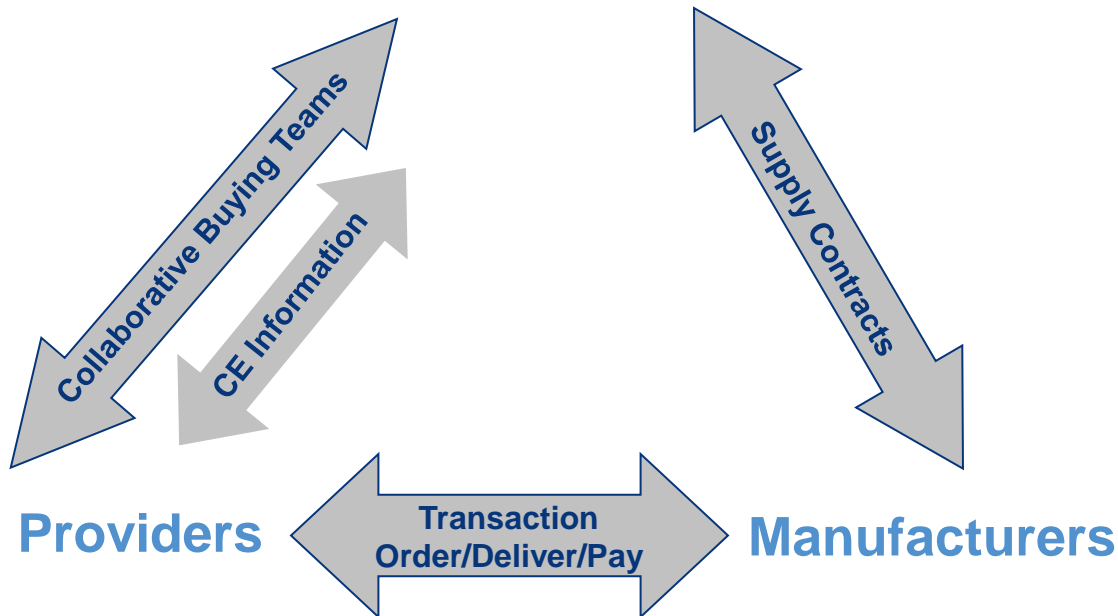 Collaborative Buying Teams
CE Information
Supply Contracts
Providers
Transaction
Order/Deliver/Pay
Manufacturers